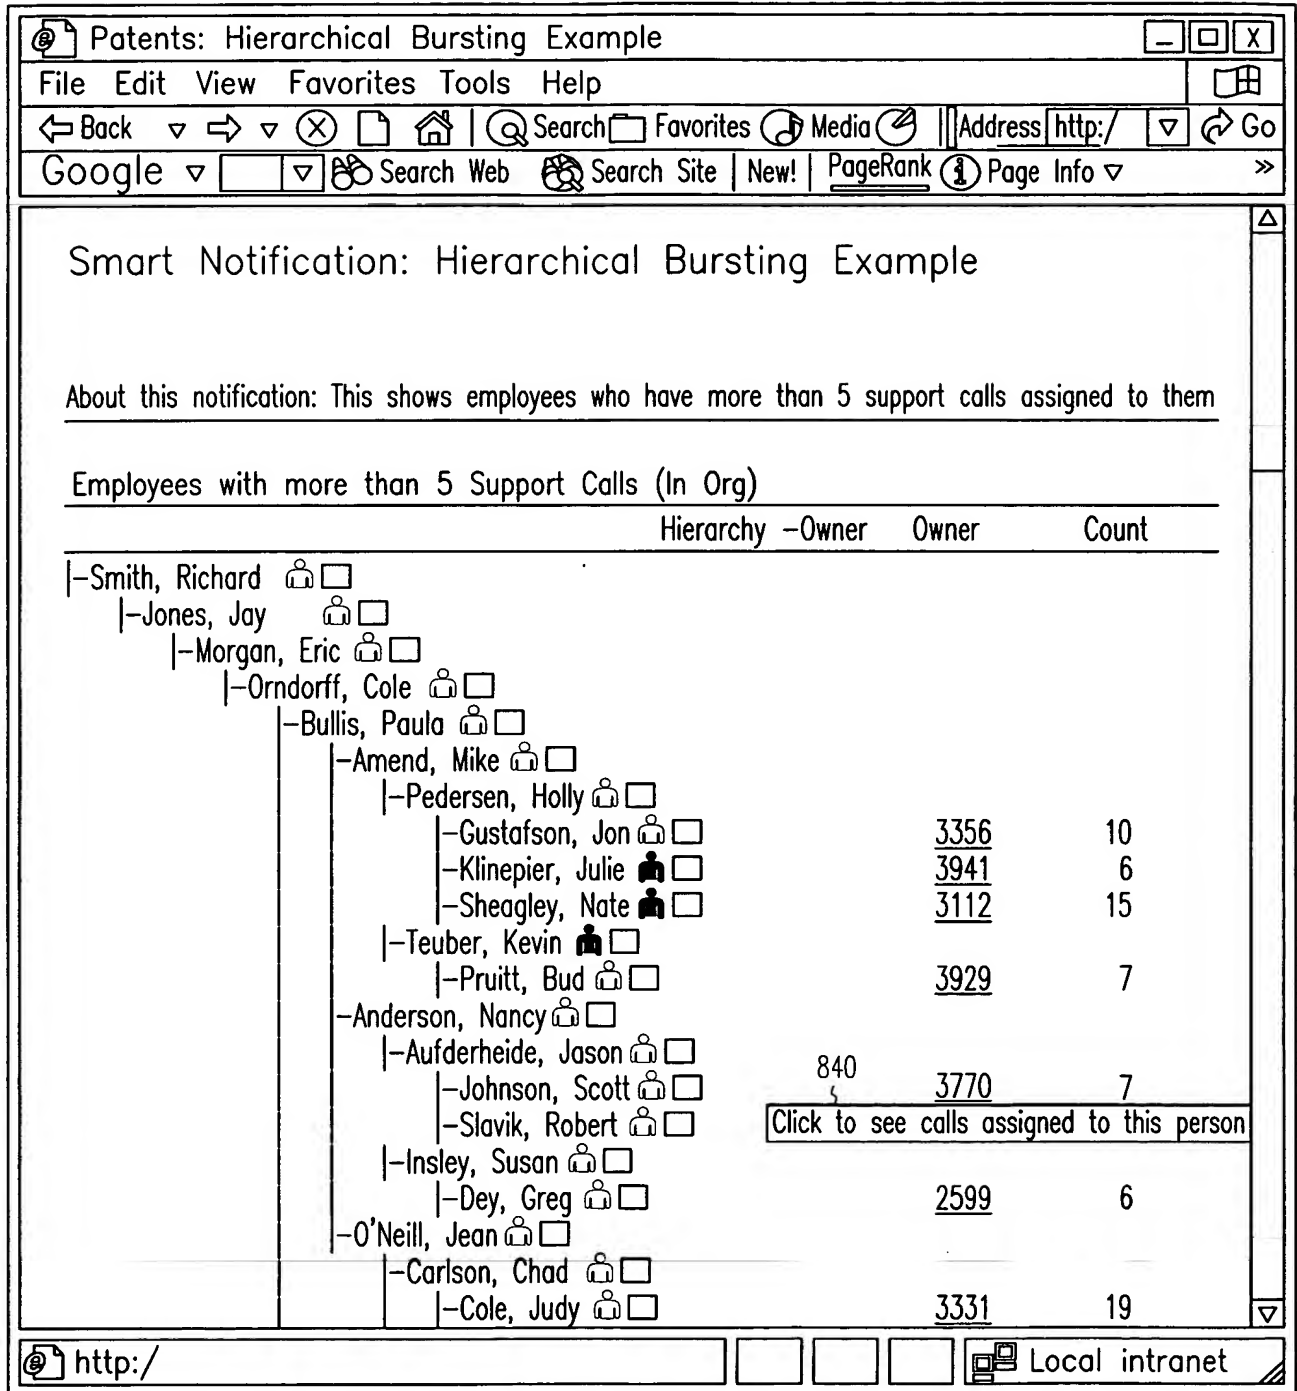 Patents: Hierarchical Bursting Example
File Edit View Favorites Tools Help
Back Search Favorites Media Address http:/ Go
Google Search Web Search Site New! PageRank Page Info »
Smart Notification: Hierarchical Bursting Example
About this notification: This shows employees who have more than 5 support calls assigned to them
Employees with more than 5 Support Calls (In Org)
Hierarchy -Owner Owner Count
|-Smith, Richard
|-Jones, Jay
|-Morgan, Eric
|-Orndorff, Cole
-Bullis, Paula
-Amend, Mike
|-Pedersen, Holly
-Gustafson, Jon 3356 10
-Klinepier, Julie 3941 6
-Sheagley, Nate 3112 15
|-Teuber, Kevin
|-Pruitt, Bud 3929 7
-Anderson, Nancy
|-Aufderheide, Jason
840
-Johnson, Scott 3770 7
-Slavik, Robert Click to see calls assigned to this person
|-Insley, Susan
|-Dey, Greg 2599 6
-O'Neill, Jean
|-Carlson, Chad
|-Cole, Judy 3331 19
http:/ Local intranet